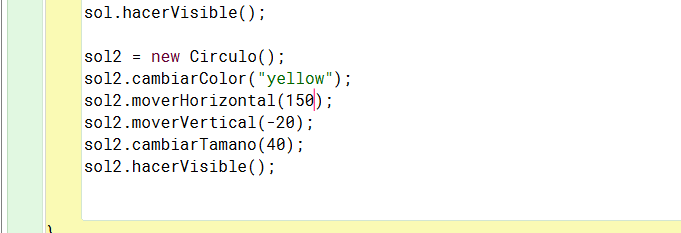 sol.hacerVisible();
sol2 = new Circulo();
sol2.cambiarColor("yellow");
sol2.moverHorizontal(150);
sol2.moverVertical(-20);
sol2.cambiarTamano(40);
sol2.hacerVisible();
}